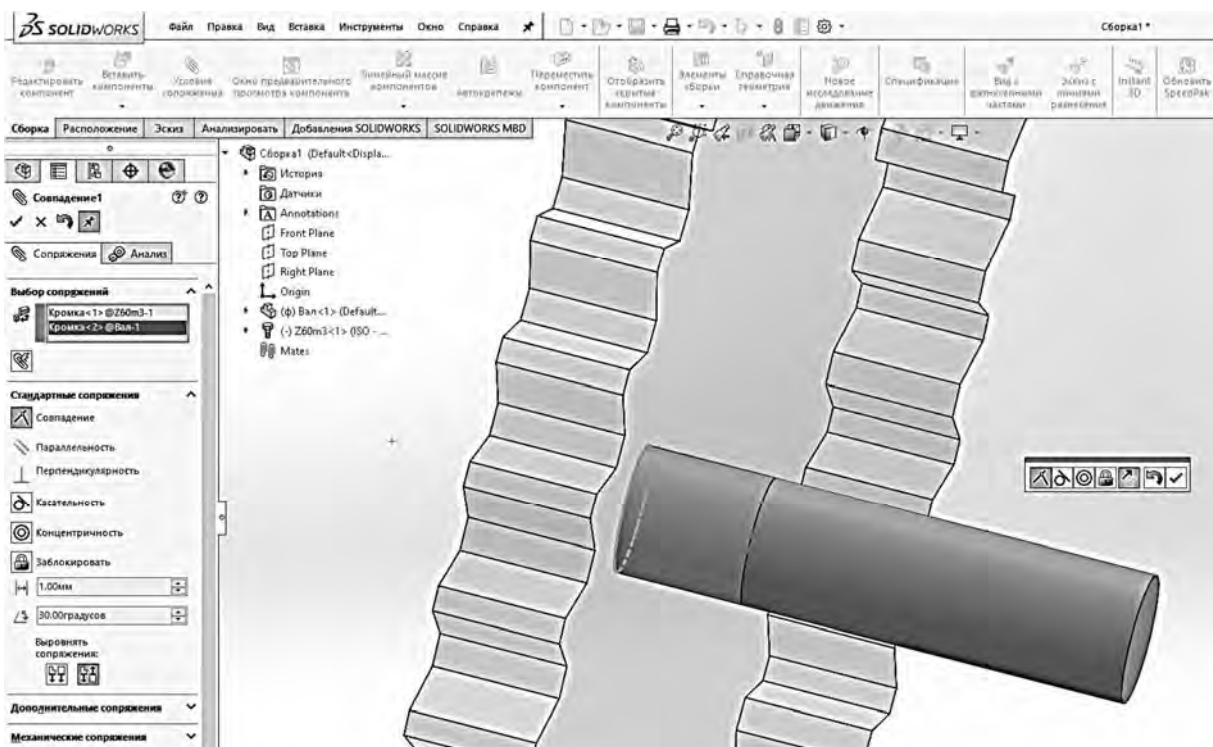 SOLIDWORKS Файл Правка Вид Вставка Инструменты Окно Справка Сборка1 *
Редактировать компонент
Вставить компоненты
Условия положения
Окно предварительного просмотра компонента
Линейный массив компонентов
Автокрепежи
Переместить компонент
Отобразить скрытые компоненты
Элементы сборки
Справочная геометрия
Новое исследование движения
Спецификация
Вид с разнесенными частями
Эскиз с линиями разнесения
Instant 3D
Обновить SpeedPak
Сборка Расположение Эскиз Анализировать Добавления SOLIDWORKS SOLIDWORKS MBD
Совпадение1
Сопряжения Анализ
Выбор сопряжений
Кромка<1>@Z60m3-1
Кромка<2>@Вал-1
Стандартные сопряжения
Совпадение
Параллельность
Перпендикулярность
Касательность
Концентричность
Заблокировать
1.00мм
30.00градусов
Выровнять
сопряжения:
Дополнительные сопряжения
Механические сопряжения
Сборка1 (Default<Displa...
История
Датчики
Annotations
Front Plane
Top Plane
Right Plane
Origin
(ф) Вал<1> (Default...
(-) Z60m3<1> (ISO - ...
Mates